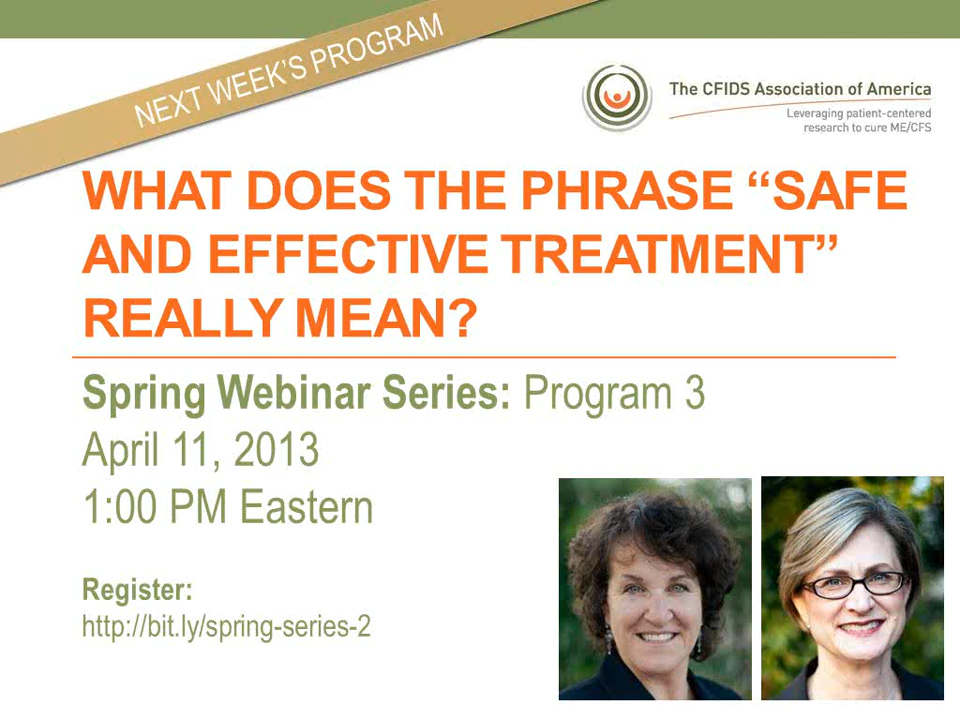 NEXT WEEK'S PROGRAM
The CFIDS Association of America
Leveraging patient-centered
research to cure ME/CFS
WHAT DOES THE PHRASE “SAFE
AND EFFECTIVE TREATMENT”
REALLY MEAN?
Spring Webinar Series: Program 3
April 11, 2013
1:00 PM Eastern
Register:
http://bit.ly/spring-series-2